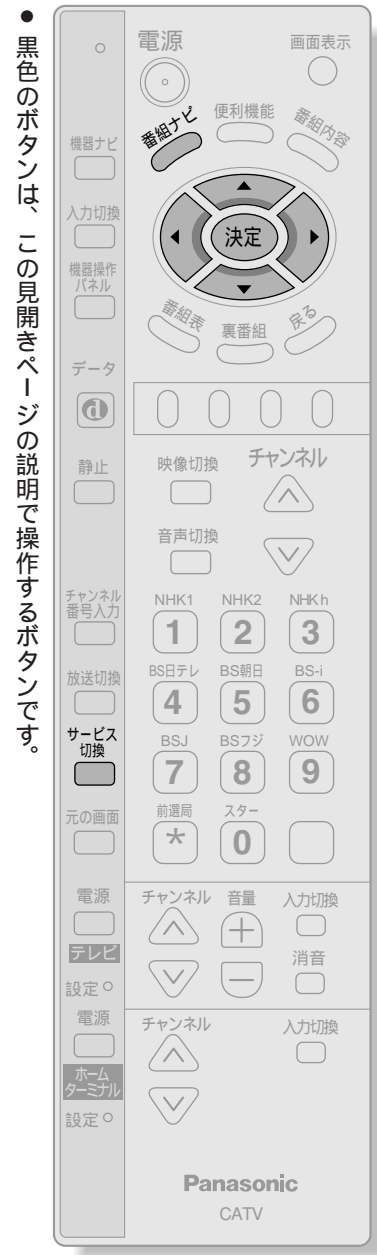 ● 黒色のボタンは、この見開きページの説明で操作するボタンです。
電源
画面表示
番組ナビ
便利機能
番組内容
機器ナビ
入力切換
機器操作
パネル
決定
番組表
裏番組
戻る
データ
d
静止
映像切換
チャンネル
音声切換
チャンネル
番号入力
NHK1 NHK2 NHKh
1 2 3
放送切換
BS日テレ BS朝日 BS-i
4 5 6
サービス
切換
BSJ BSフジ WOW
7 8 9
元の画面
前選局 スター
* 0
電源
テレビ
設定
チャンネル 音量 入力切換
+
消音
−
電源
ホーム
ターミナル
設定
チャンネル 入力切換
Panasonic
CATV